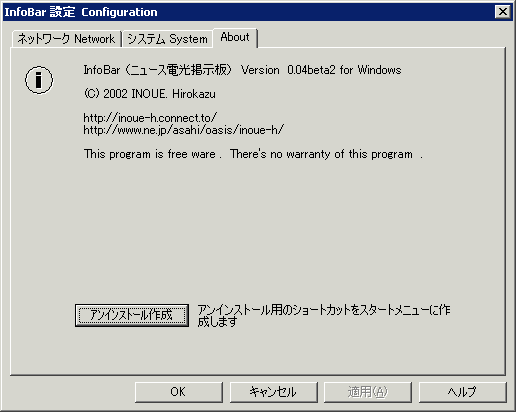 InfoBar 設定 Configuration
ネットワーク Network
システム System
About
InfoBar (ニュース電光掲示板) Version 0.04beta2 for Windows
(C) 2002 INOUE. Hirokazu
http://inoue-h.connect.to/
http://www.ne.jp/asahi/oasis/inoue-h/
This program is free ware . There's no warranty of this program .
アンインストール作成
アンインストール用のショートカットをスタートメニューに作
成します
OK
キャンセル
適用(A)
ヘルプ